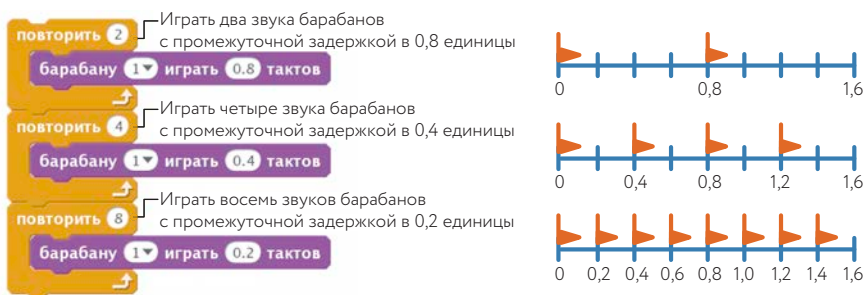 Играть два звука барабанов
с промежуточной задержкой в 0,8 единицы
повторить 2
барабану 1 играть 0.8 тактов
Играть четыре звука барабанов
с промежуточной задержкой в 0,4 единицы
повторить 4
барабану 1 играть 0.4 тактов
Играть восемь звуков барабанов
с промежуточной задержкой в 0,2 единицы
повторить 8
барабану 1 играть 0.2 тактов
0 0,8 1,6
0 0,4 0,8 1,2 1,6
0 0,2 0,4 0,6 0,8 1,0 1,2 1,4 1,6